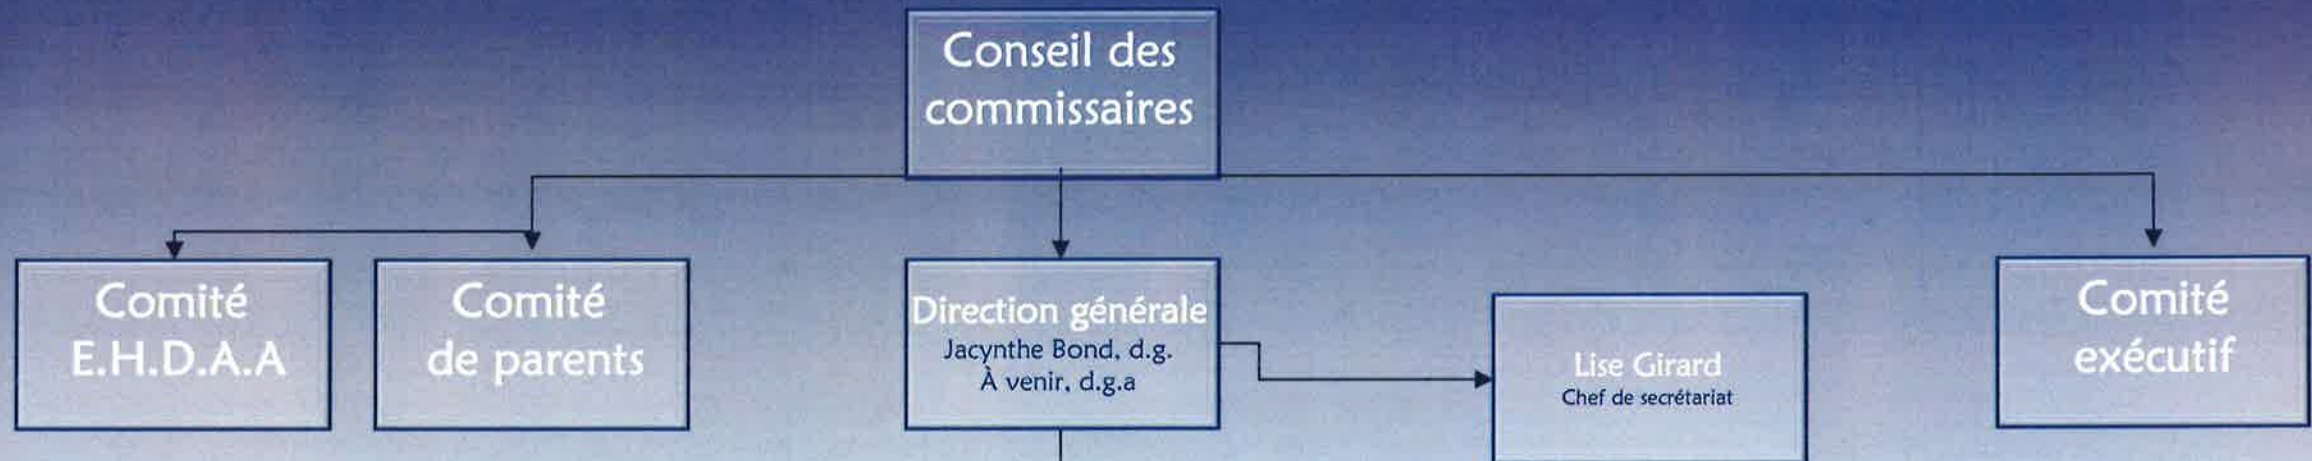 Conseil des
commissaires
Comité
E.H.D.A.A
Comité
de parents
Direction générale
Jacynthe Bond, d.g.
À venir, d.g.a
Lise Girard
Chef de secrétariat
Comité
exécutif